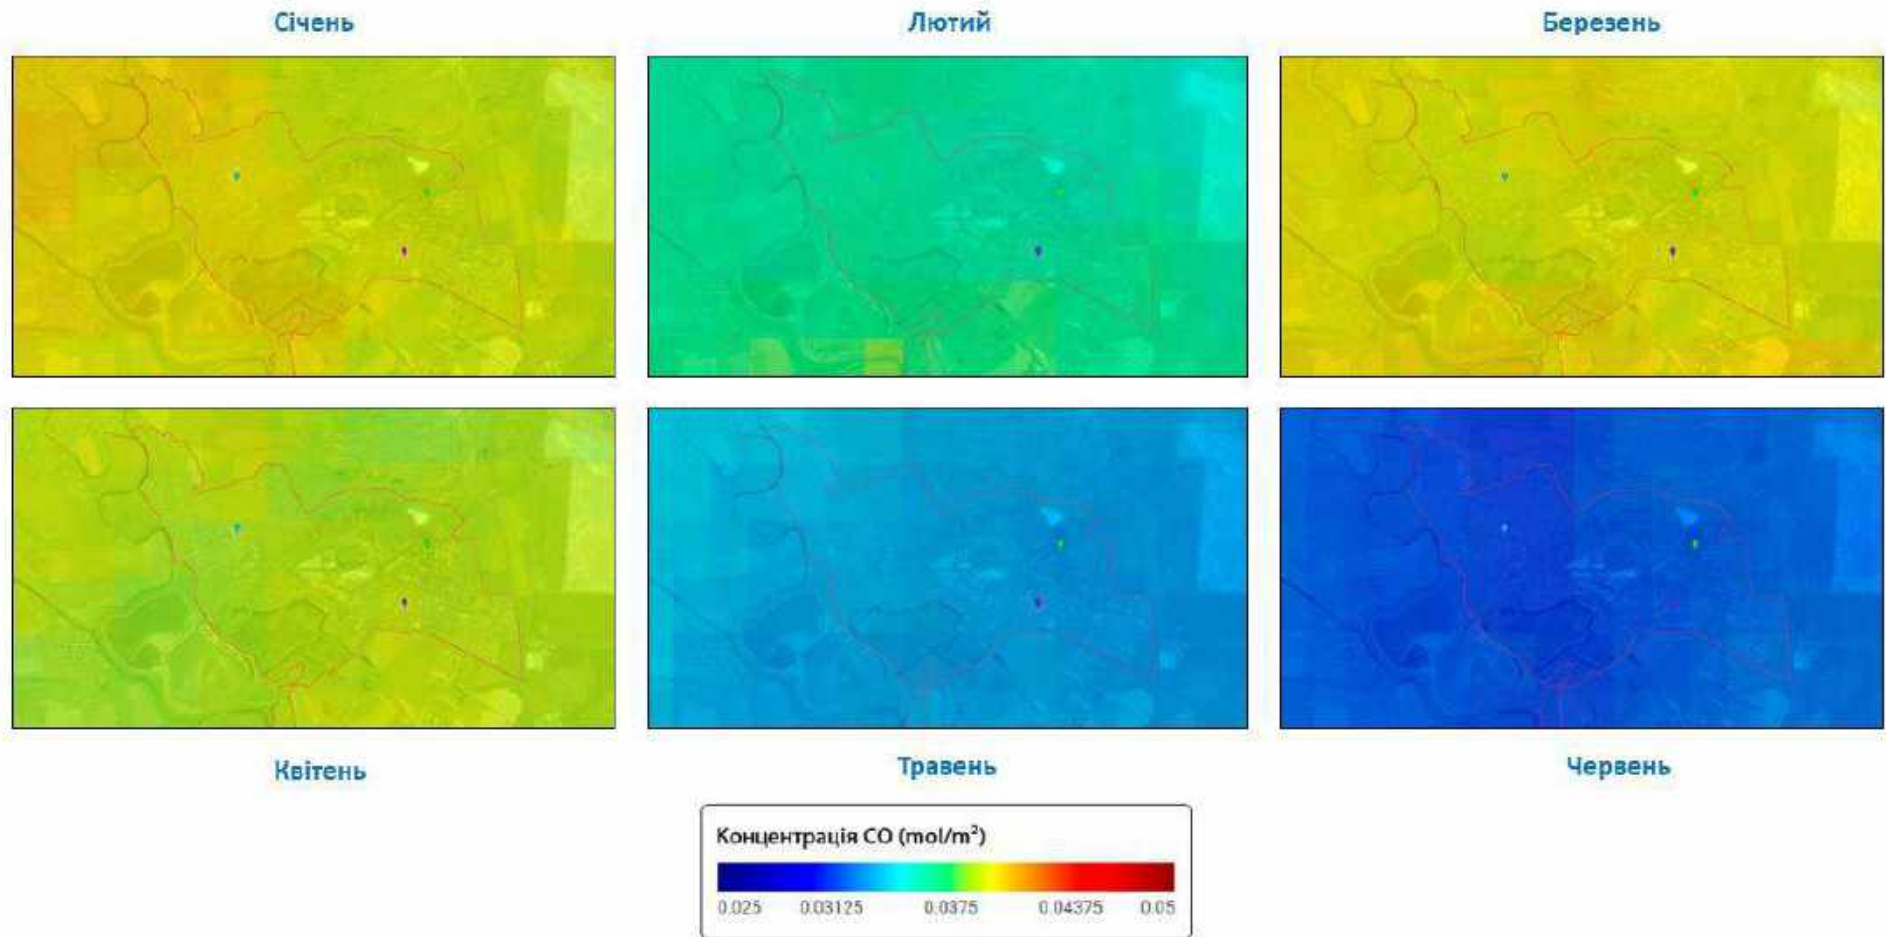 Січень
Лютий
Березень
Квітень
Травень
Червень
Концентрація CO (mol/m²)
0.025 0.03125 0.0375 0.04375 0.05